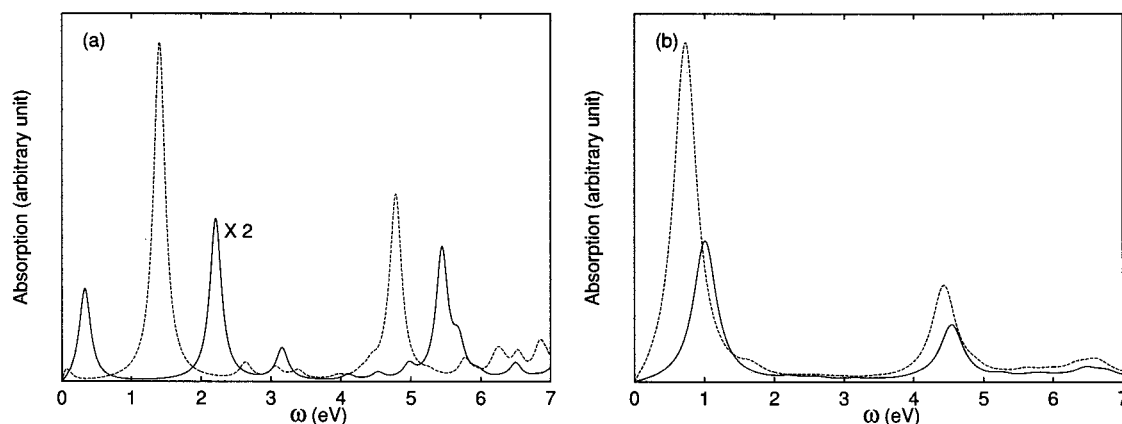 (a)
Absorption (arbitrary unit)
X 2
0 1 2 3 4 5 6 7
ω (eV)
(b)
Absorption (arbitrary unit)
0 1 2 3 4 5 6 7
ω (eV)